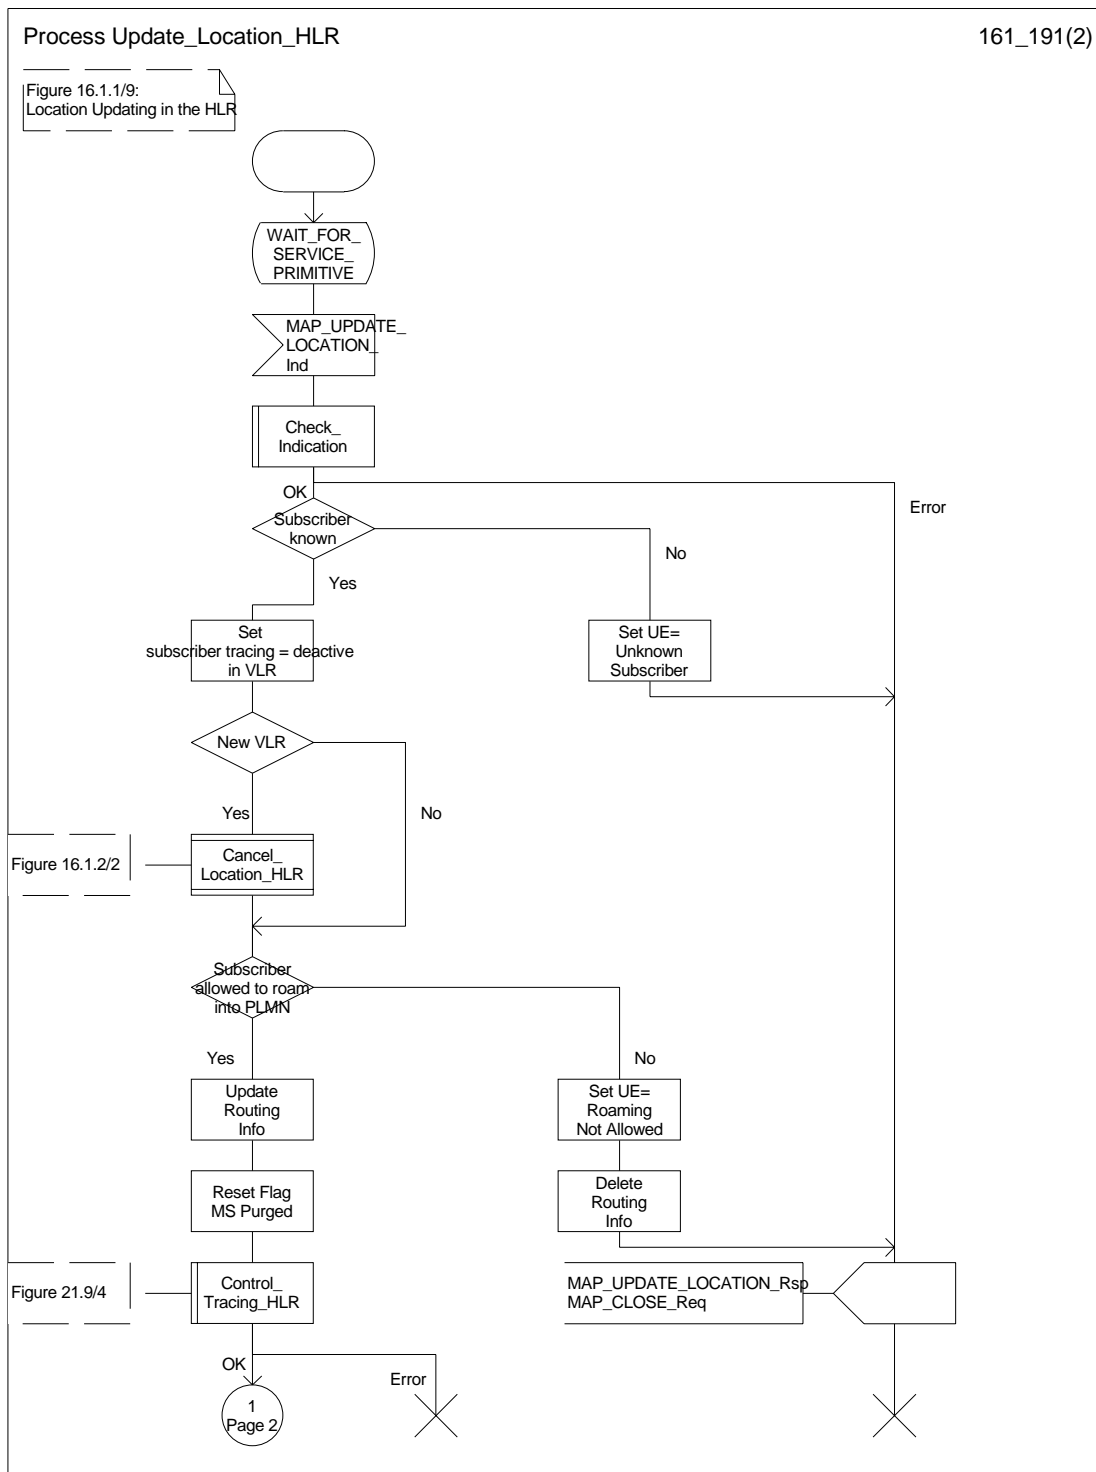 Process Update_Location_HLR
161_191(2)
Figure 16.1.1/9:
Location Updating in the HLR
WAIT_FOR_
SERVICE_
PRIMITIVE
MAP_UPDATE_
LOCATION_
Ind
Check_
Indication
OK
Error
Subscriber
known
No
Yes
Set
subscriber tracing = deactive
in VLR
Set UE=
Unknown
Subscriber
New VLR
Yes
No
Figure 16.1.2/2
Cancel_
Location_HLR
Subscriber
allowed to roam
into PLMN
Yes
No
Update
Routing
Info
Set UE=
Roaming
Not Allowed
Reset Flag
MS Purged
Delete
Routing
Info
Figure 21.9/4
Control_
Tracing_HLR
MAP_UPDATE_LOCATION_Rsp
MAP_CLOSE_Req
OK
Error
1
Page 2